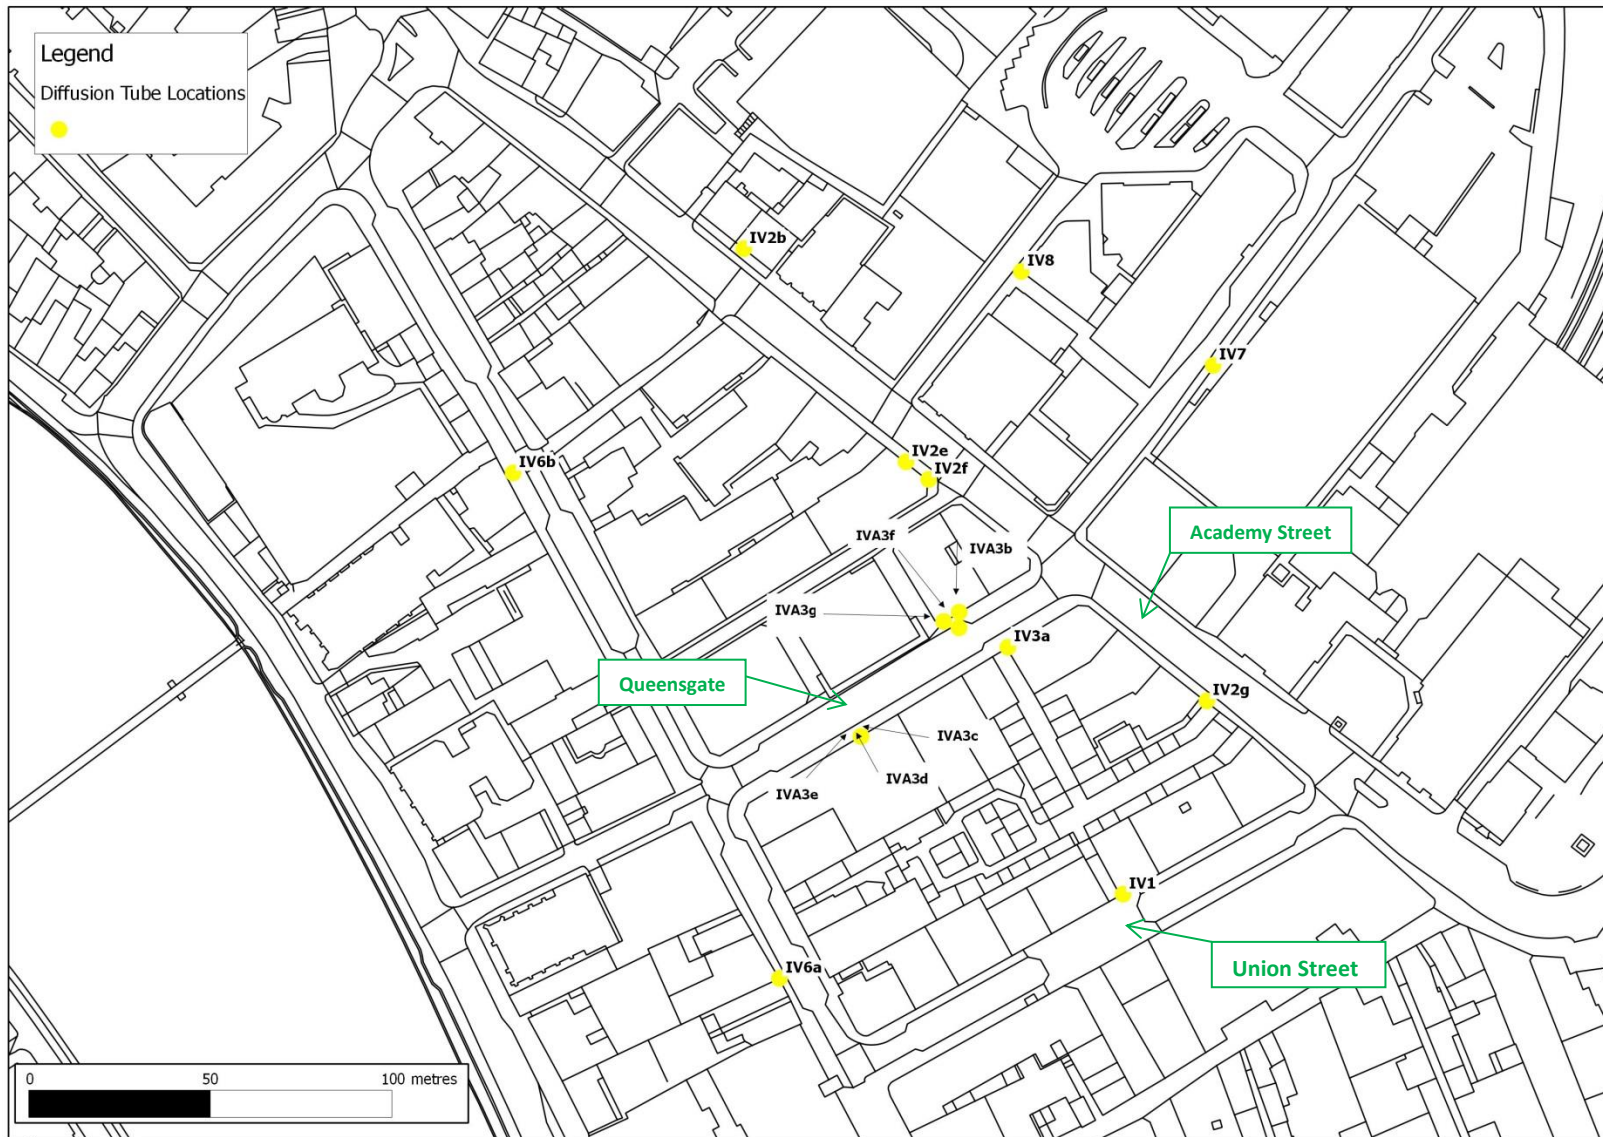 Legend
Diffusion Tube Locations
IV2b
IV8
IV7
IV6b
IV2e
IV2f
IVA3f
IVA3b
Academy Street
IVA3g
IV3a
Queensgate
IV2g
IVA3c
IVA3d
IVA3e
IV1
Union Street
IV6a
0 50 100 metres